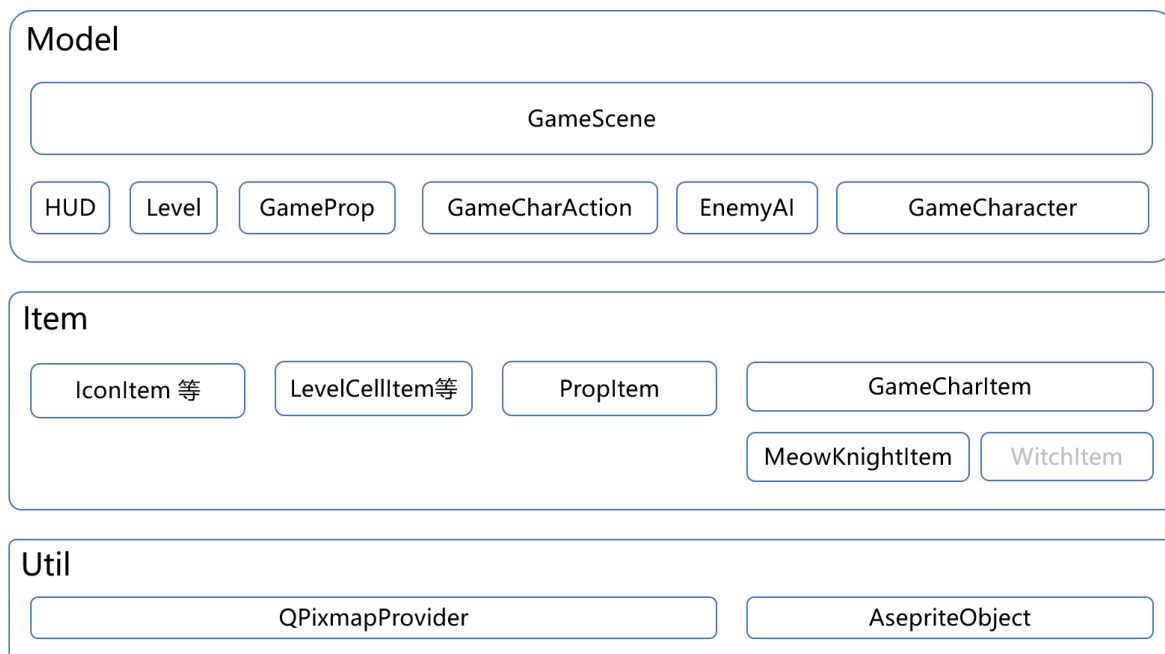 Model
GameScene
HUD
Level
GameProp
GameCharAction
EnemyAI
GameCharacter
Item
IconItem 等
LevelCellItem等
PropItem
GameCharItem
MeowKnightItem
WitchItem
Util
QPixmapProvider
AsepriteObject